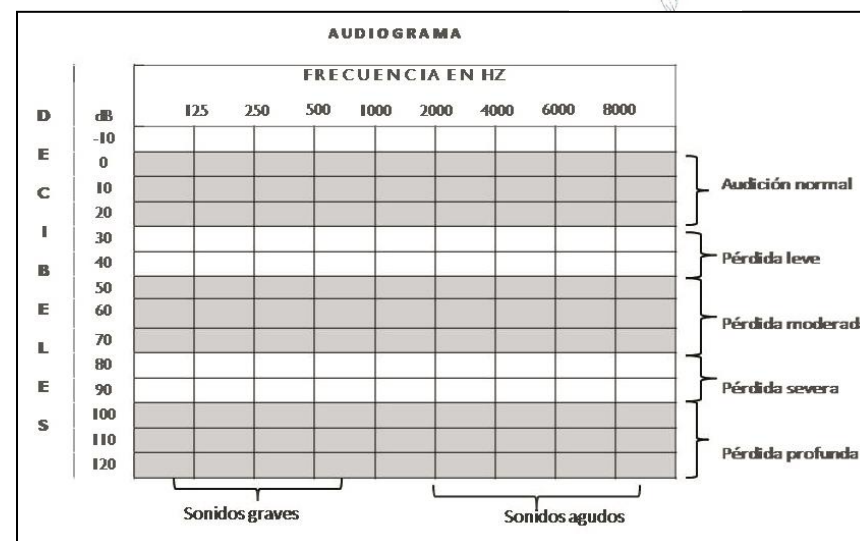 AUDIOGRAMA
FRECUENCIA EN HZ
dB 125 250 500 1000 2000 4000 6000 8000
DECIBELES
-10
0
10
20
30
40
50
60
70
80
90
100
110
120
Audición normal
Pérdida leve
Pérdida moderad
Pérdida severa
Pérdida profunda
Sonidos graves
Sonidos agudos